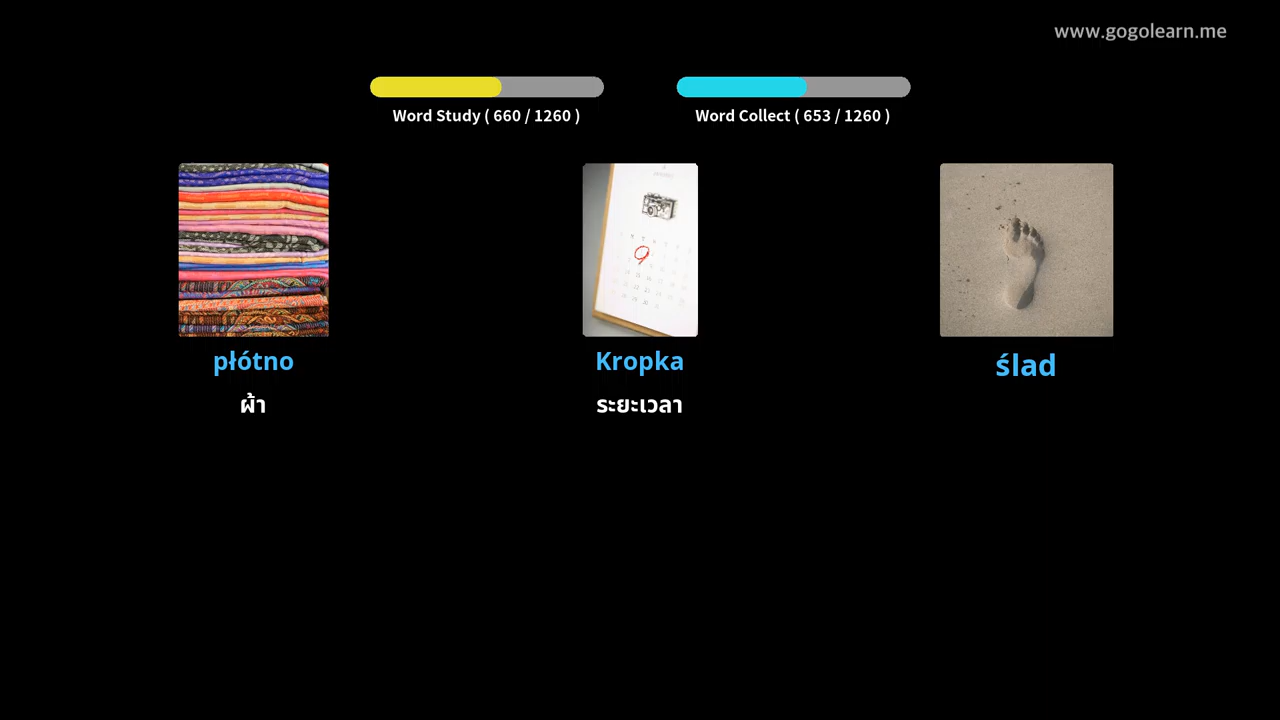 www.gogolearn.me
Word Study ( 660 / 1260 )
Word Collect ( 653 / 1260 )
płótno
Kropka
ślad
ผ้า
ระยะเวลา